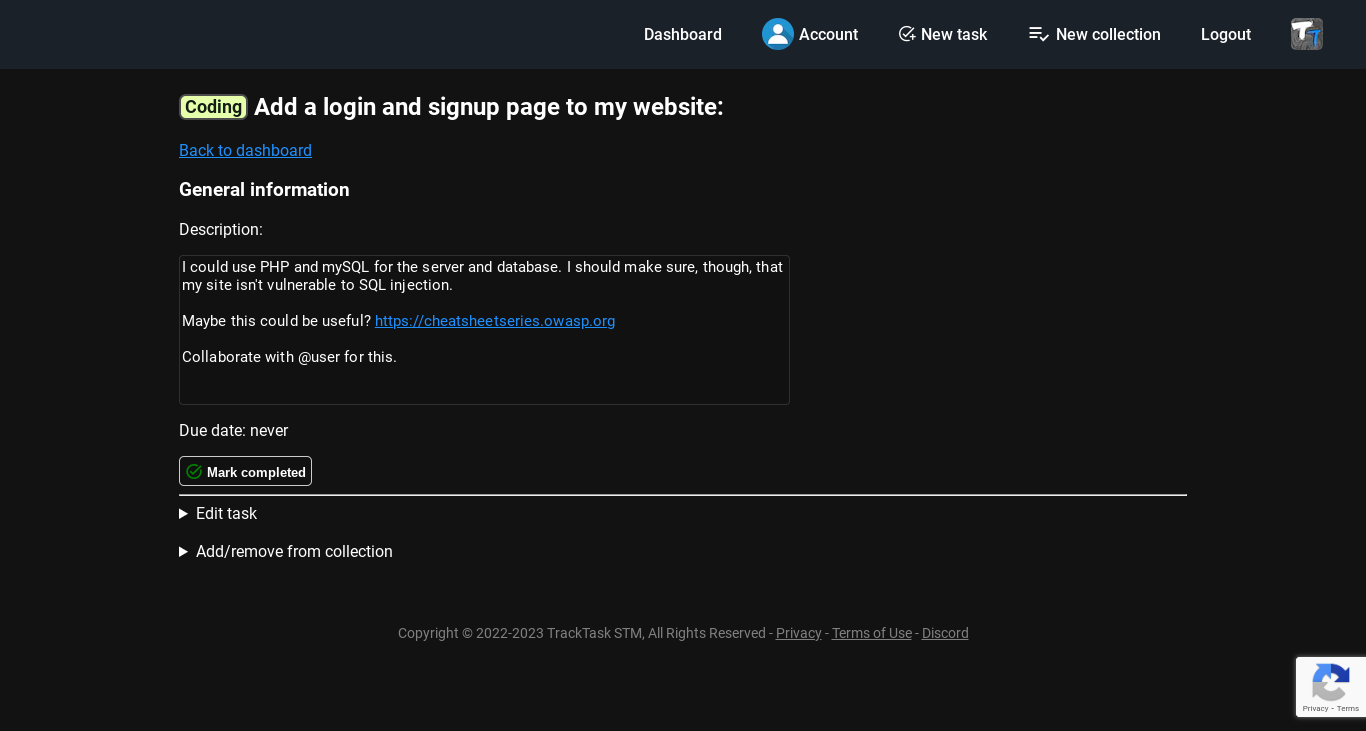 Dashboard
Account
New task
New collection
Logout
TT
Coding
Add a login and signup page to my website:
Back to dashboard
General information
Description:
I could use PHP and mySQL for the server and database. I should make sure, though, that
my site isn't vulnerable to SQL injection.
Maybe this could be useful? https://cheatsheetseries.owasp.org
Collaborate with @user for this.
Due date: never
Mark completed
Edit task
Add/remove from collection
Copyright © 2022-2023 TrackTask STM, All Rights Reserved - Privacy - Terms of Use - Discord
Privacy - Terms